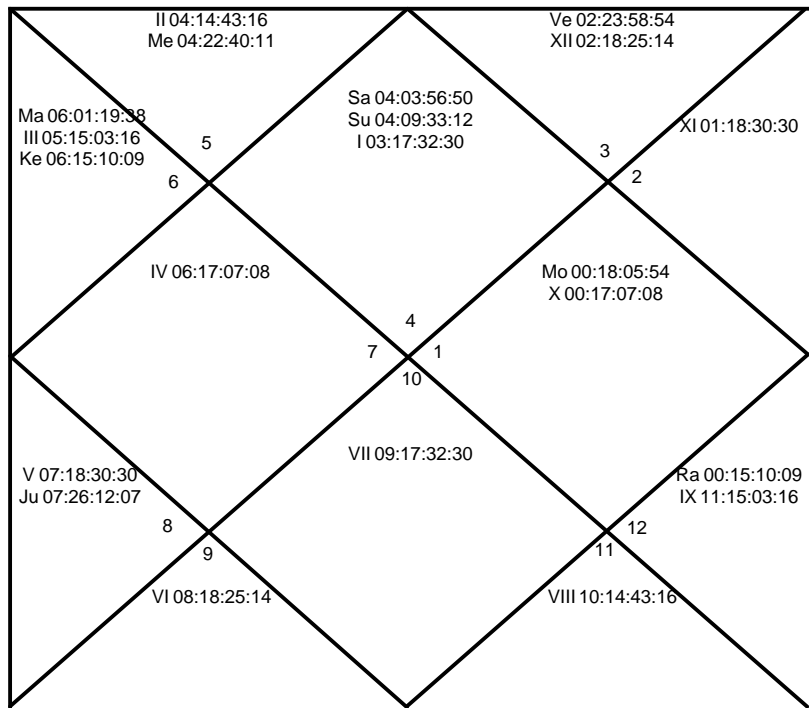 II 04:14:43:16
Me 04:22:40:11
Ve 02:23:58:54
XII 02:18:25:14
Sa 04:03:56:50
Su 04:09:33:12
I 03:17:32:30
Ma 06:01:19:38
III 05:15:03:16
Ke 06:15:10:09
XI 01:18:30:30
5
3
6
2
IV 06:17:07:08
Mo 00:18:05:54
X 00:17:07:08
4
7
1
10
VII 09:17:32:30
V 07:18:30:30
Ju 07:26:12:07
Ra 00:15:10:09
IX 11:15:03:16
8
12
9
11
VI 08:18:25:14
VIII 10:14:43:16